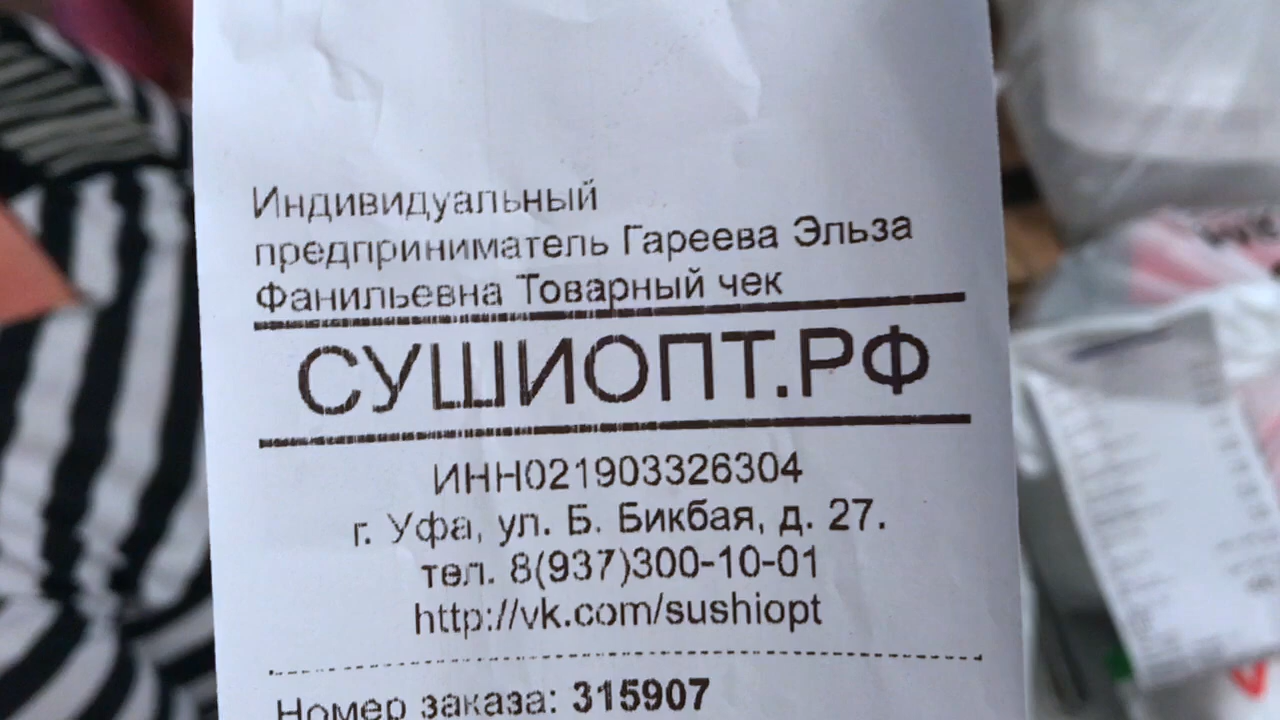 Индивидуальный
предприниматель Гареева Эльза
Фанильевна Товарный чек
СУШИОПТ.РФ
ИНН021903326304
г. Уфа, ул. Б. Бикбая, д. 27.
тел. 8(937)300-10-01
http://vk.com/sushiopt
Номер заказа: 315907